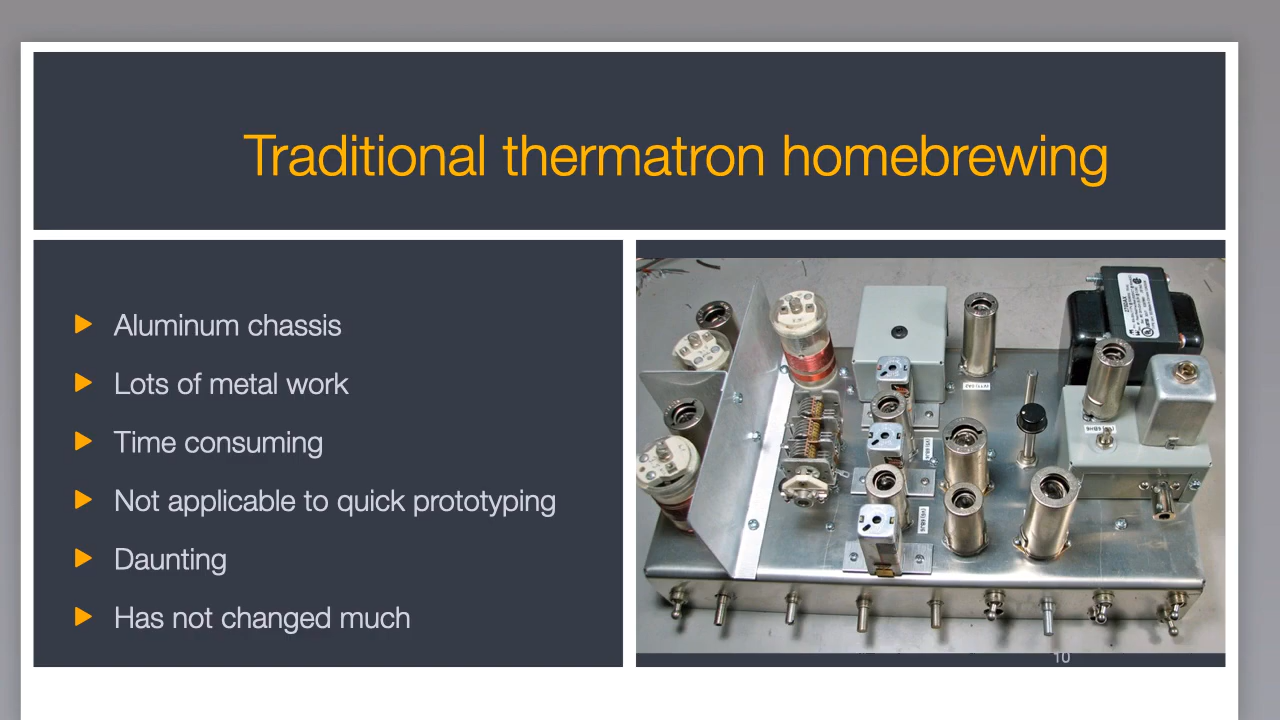 Traditional thermatron homebrewing
Aluminum chassis
Lots of metal work
Time consuming
Not applicable to quick prototyping
Daunting
Has not changed much
10